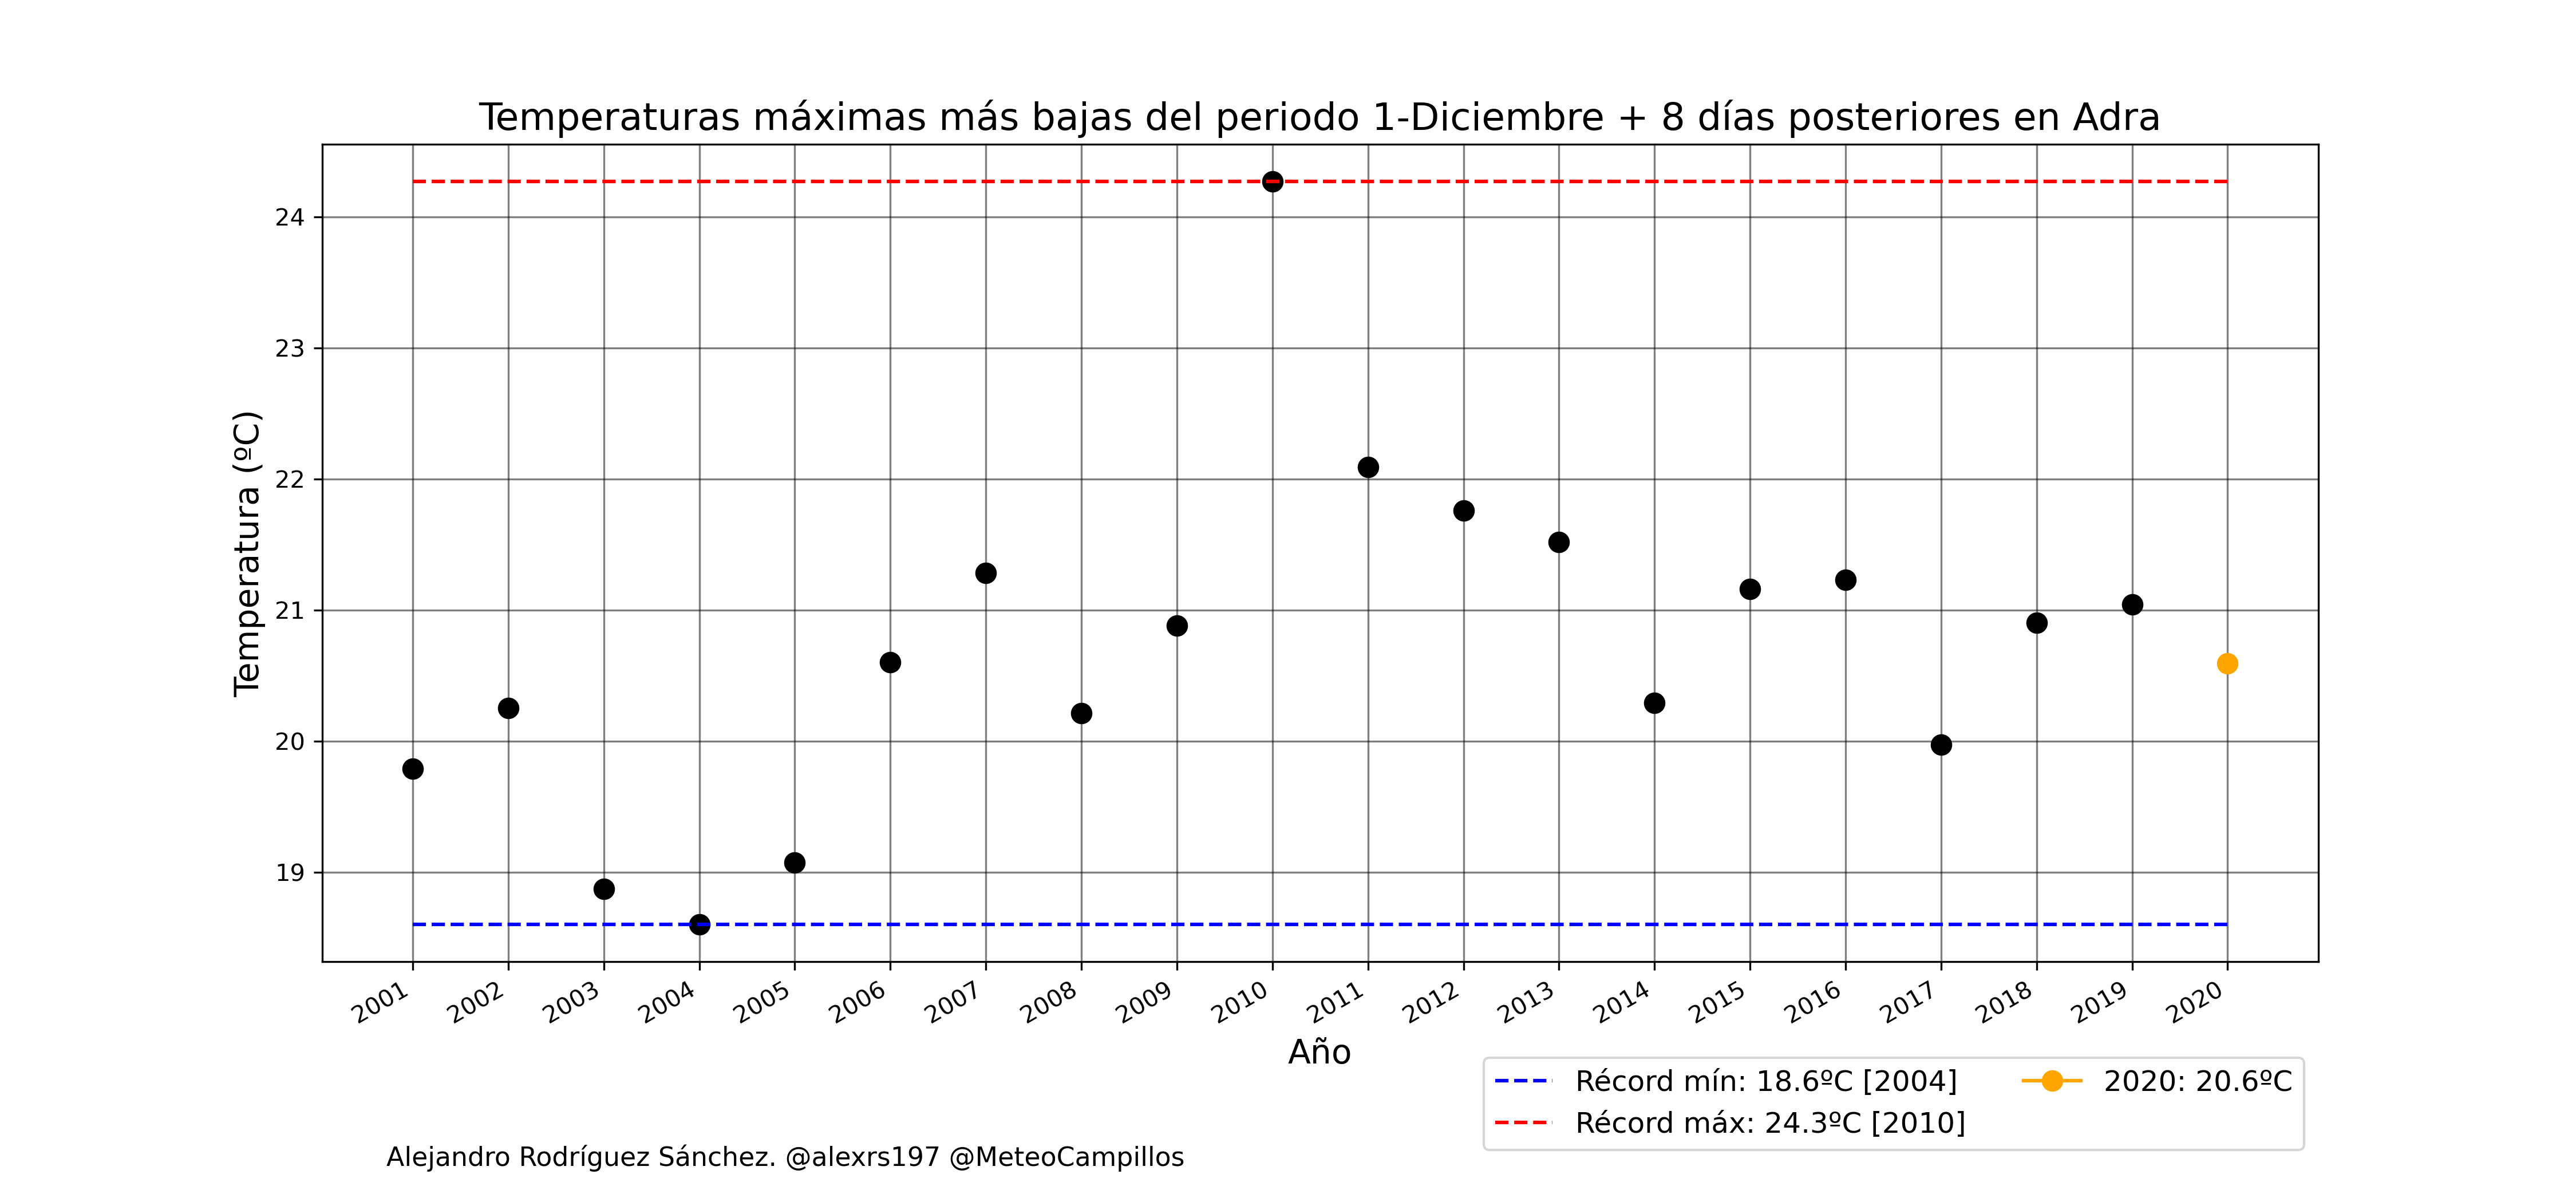 Temperaturas máximas más bajas del periodo 1-Diciembre + 8 días posteriores en Adra
Temperatura (ºC)
24
23
22
21
20
19
2001 2002 2003 2004 2005 2006 2007 2008 2009 2010 2011 2012 2013 2014 2015 2016 2017 2018 2019 2020
Año
Récord mín: 18.6ºC [2004]
Récord máx: 24.3ºC [2010]
2020: 20.6ºC
Alejandro Rodríguez Sánchez. @alexrs197 @MeteoCampillos